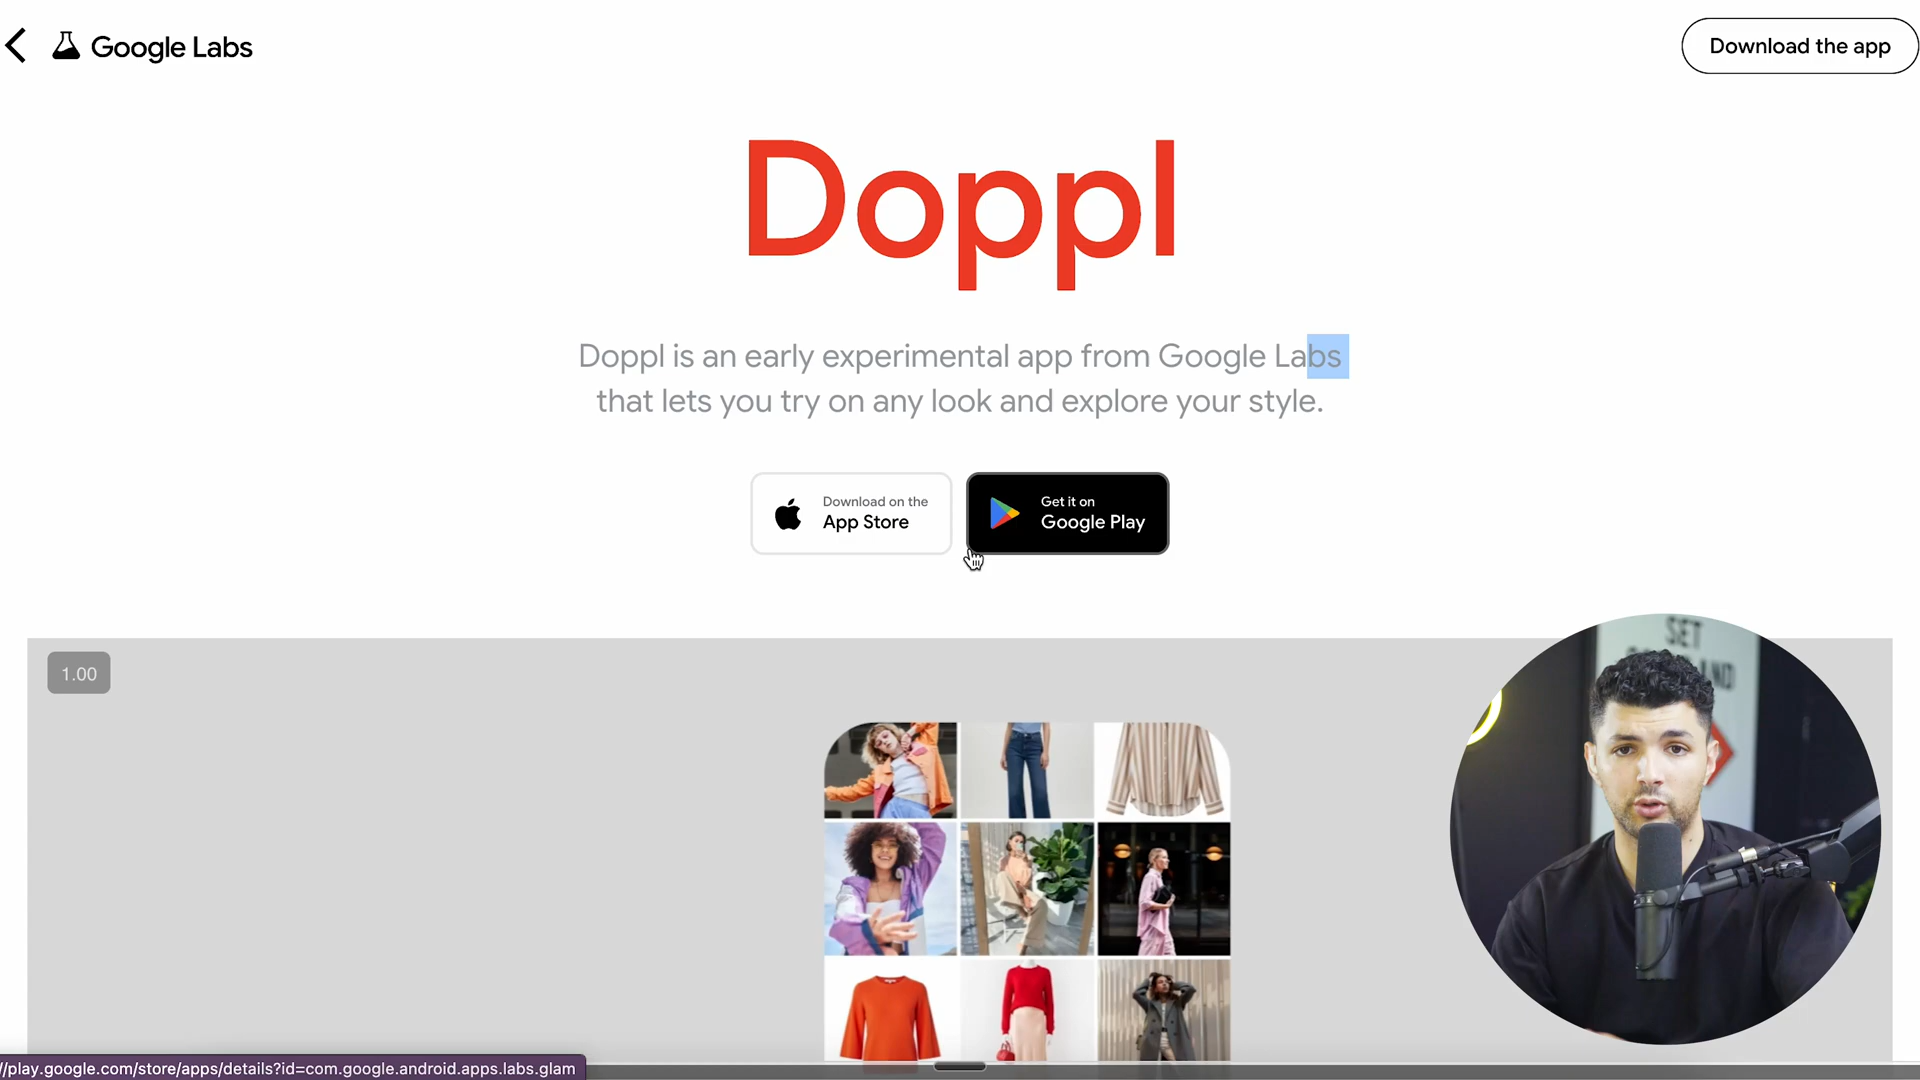 Google Labs
Download the app
Doppl
Doppl is an early experimental app from Google Labs
that lets you try on any look and explore your style.
Download on the
App Store
Get it on
Google Play
1.00
SET
//play.google.com/store/apps/details?id=com.google.android.apps.labs.glam